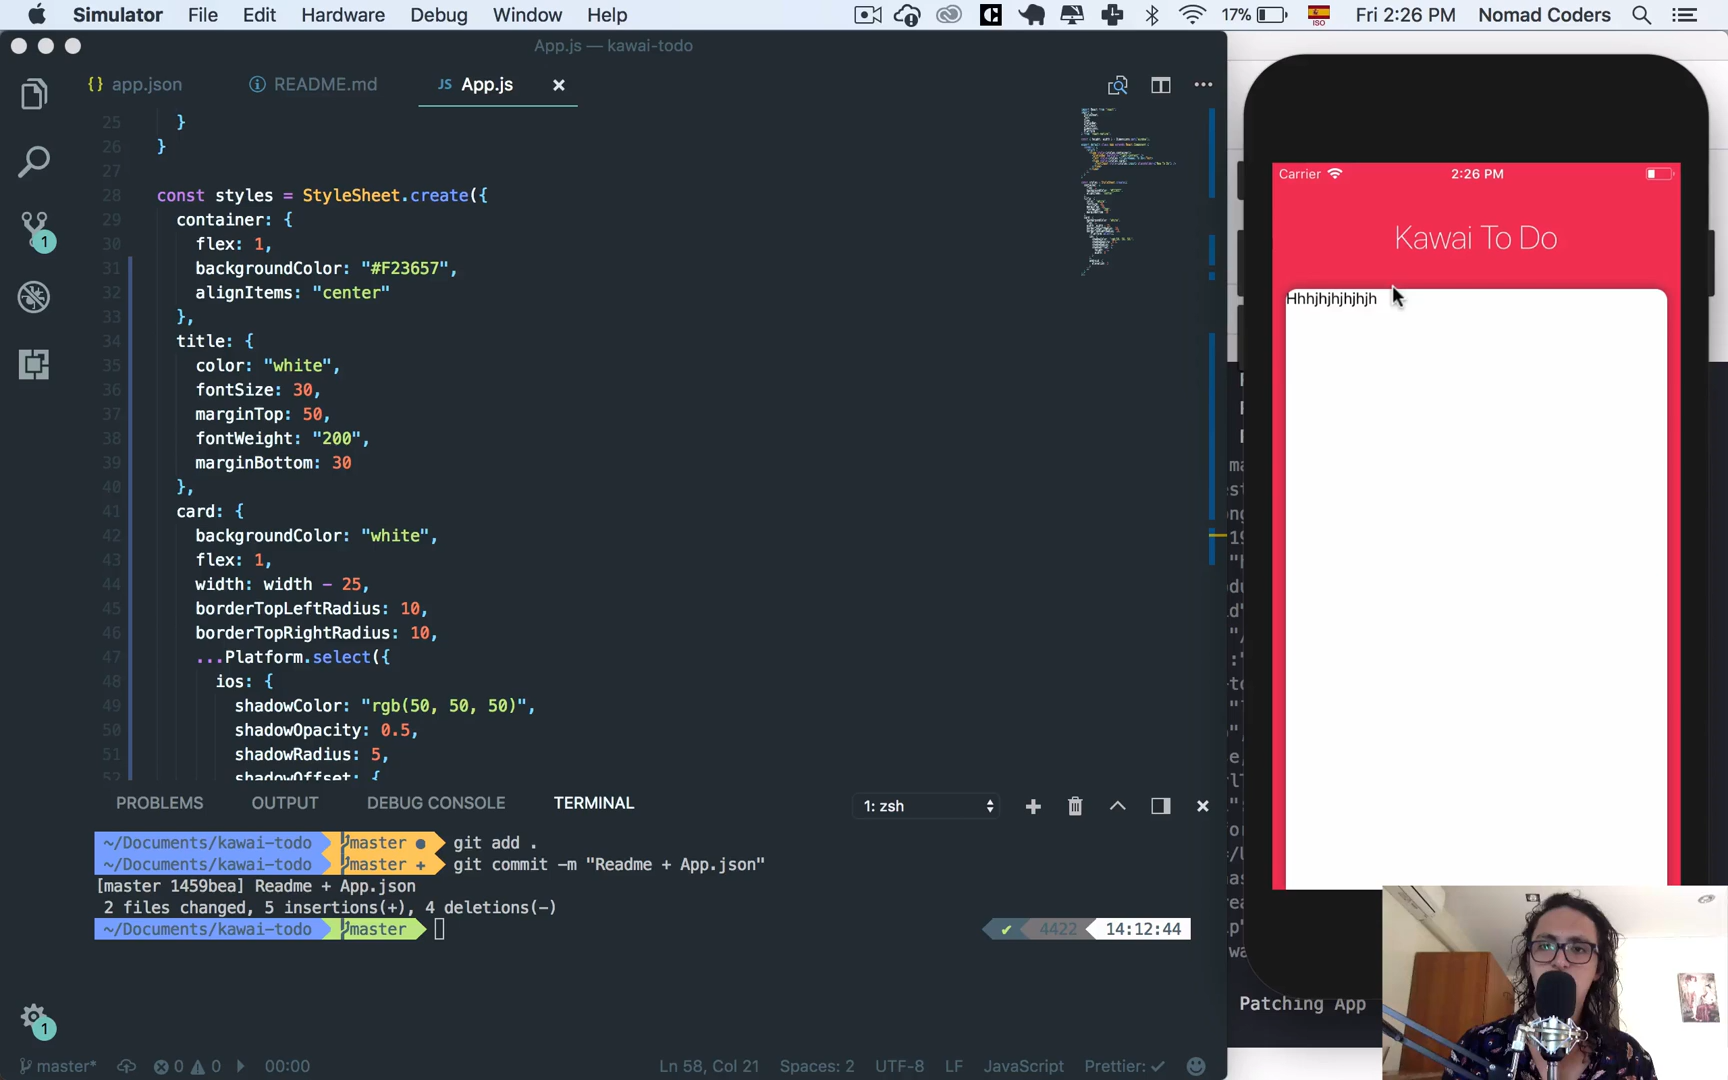 Simulator File Edit Hardware Debug Window Help 17% ISO Fri 2:26 PM Nomad Coders
App.js — kawai-todo
{} app.json README.md JS App.js
25 }
26 }
27
28 const styles = StyleSheet.create({
29 container: {
30 flex: 1,
31 backgroundColor: "#F23657",
32 alignItems: "center"
33 },
34 title: {
35 color: "white",
36 fontSize: 30,
37 marginTop: 50,
38 fontWeight: "200",
39 marginBottom: 30
40 },
41 card: {
42 backgroundColor: "white",
43 flex: 1,
44 width: width - 25,
45 borderTopLeftRadius: 10,
46 borderTopRightRadius: 10,
47 ...Platform.select({
48 ios: {
49 shadowColor: "rgb(50, 50, 50)",
50 shadowOpacity: 0.5,
51 shadowRadius: 5,
52 shadowOffset: {
PROBLEMS OUTPUT DEBUG CONSOLE TERMINAL 1: zsh
~/Documents/kawai-todo master git add .
~/Documents/kawai-todo master + git commit -m "Readme + App.json"
[master 1459bea] Readme + App.json
2 files changed, 5 insertions(+), 4 deletions(-)
~/Documents/kawai-todo master ✔ 4422 14:12:44
1
1
master* 0 0 00:00 Ln 58, Col 21 Spaces: 2 UTF-8 LF JavaScript Prettier: ✓
Carrier 2:26 PM
Kawai To Do
Hhhjhjhjhjhjh
Patching App